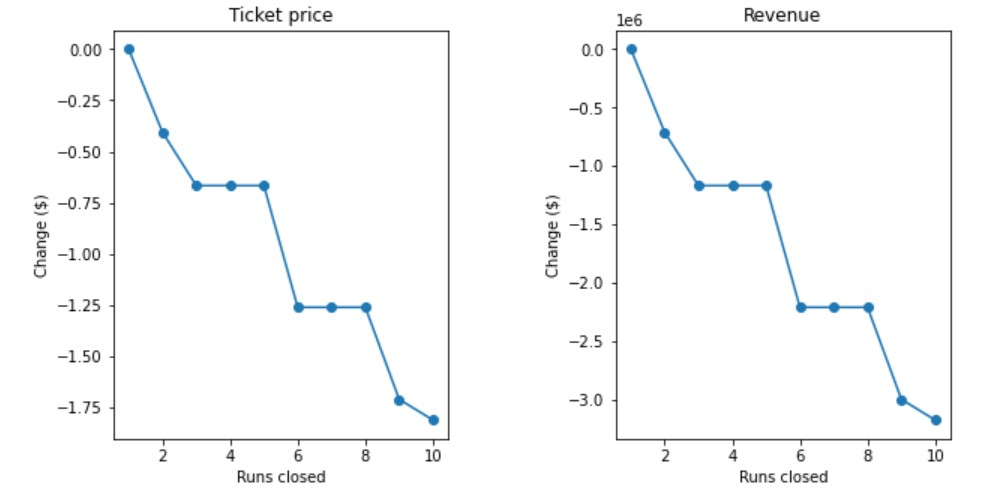 Ticket price
0.00
−0.25
−0.50
−0.75
−1.00
−1.25
−1.50
−1.75
Change ($)
2 4 6 8 10
Runs closed
Revenue
1e6
0.0
−0.5
−1.0
−1.5
−2.0
−2.5
−3.0
Change ($)
2 4 6 8 10
Runs closed